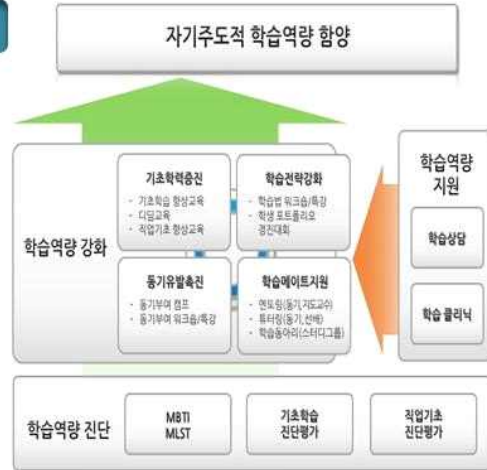 자기주도적 학습역량 함양
학습역량 강화
기초학력증진
- 기초학습 향상교육
- 디딤교육
- 직업기초 향상교육
학습전략강화
- 학습법 워크숍/특강
- 학생 포트폴리오
경진대회
동기유발촉진
- 동기부여 캠프
- 동기부여 워크숍/특강
학습메이트지원
- 멘토링(동기,지도교수)
- 튜터링(동기,선배)
- 학습동아리(스터디그룹)
학습역량
지원
학습상담
학습 클리닉
학습역량 진단
MBTI
MLST
기초학습
진단평가
직업기초
진단평가